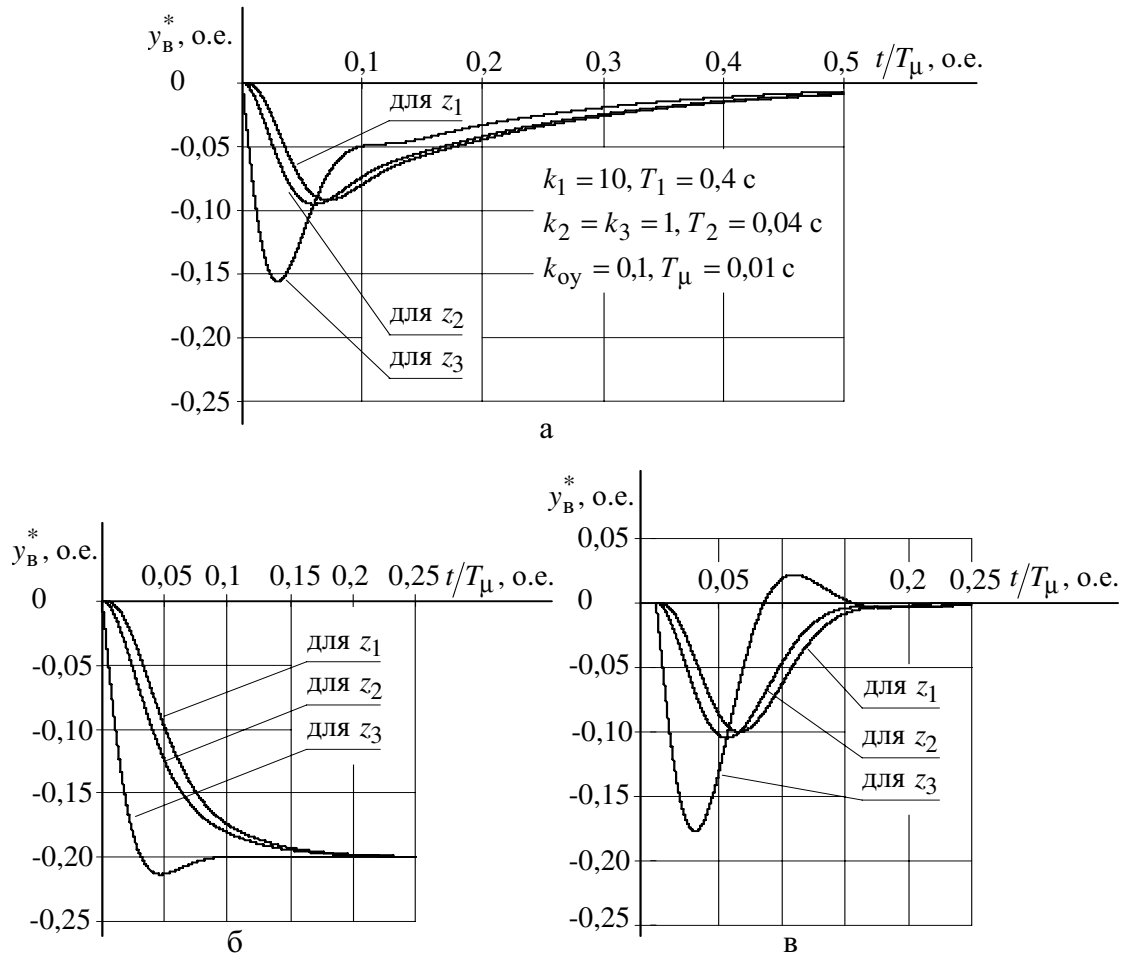 y*в, о.е.
0,1 0,2 0,3 0,4 0,5 t/Tμ, о.е.
0
для z1
-0,05
k1 = 10, T1 = 0,4 с
-0,10
k2 = k3 = 1, T2 = 0,04 с
-0,15
kоу = 0,1, Tμ = 0,01 с
для z2
-0,20
для z3
-0,25
а
y*в, о.е.
0,05 0,1 0,15 0,2 0,25 t/Tμ, о.е.
0
для z1
-0,05
для z2
-0,10
для z3
-0,15
-0,20
-0,25
б
y*в, о.е.
0,05
0,05 0,2 0,25 t/Tμ, о.е.
0
-0,05
для z1
-0,10
для z2
для z3
-0,15
-0,20
-0,25
в